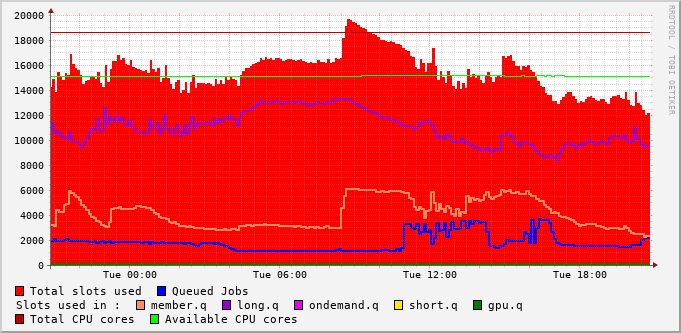 20000
18000
16000
14000
12000
10000
8000
6000
4000
2000
0
Tue 00:00 Tue 06:00 Tue 12:00 Tue 18:00
RRDTOOL / TOBI OETIKER
Total slots used Queued Jobs
Slots used in : member.q long.q ondemand.q short.q gpu.q
Total CPU cores Available CPU cores